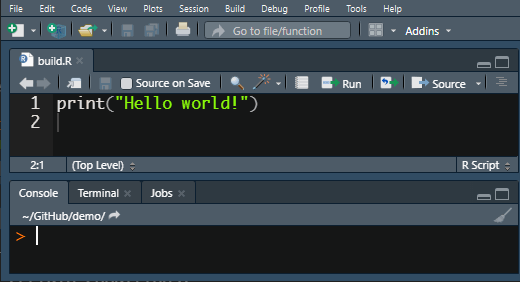 File Edit Code View Plots Session Build Debug Profile Tools Help
Go to file/function Addins
build.R
Source on Save Run Source
1 print("Hello world!")
2
2:1 (Top Level) R Script
Console Terminal Jobs
~/GitHub/demo/
>